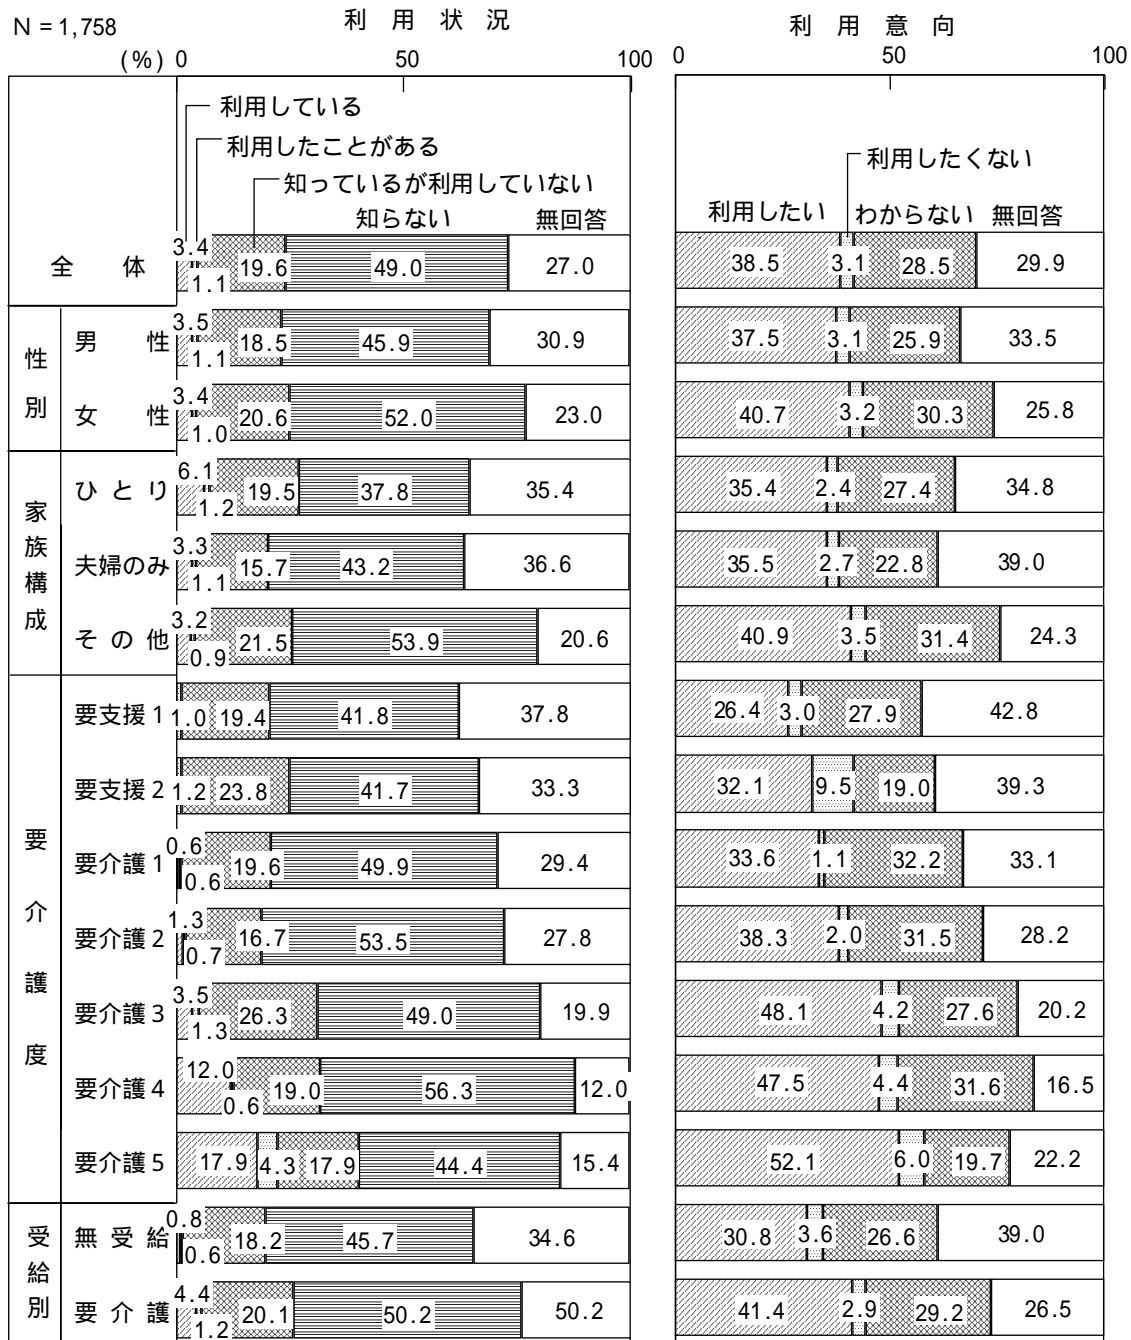 N = 1,758
利用状況
利用意向
(%)
0 50 100
0 50 100
利用している
利用したことがある
知っているが利用していない
知らない
無回答
利用したくない
利用したい
わからない
無回答
全体 3.4 1.1 19.6 49.0 27.0 38.5 3.1 28.5 29.9
性別
男性 3.5 1.1 18.5 45.9 30.9 37.5 3.1 25.9 33.5
女性 3.4 1.0 20.6 52.0 23.0 40.7 3.2 30.3 25.8
家族構成
ひとり 6.1 1.2 19.5 37.8 35.4 35.4 2.4 27.4 34.8
夫婦のみ 3.3 1.1 15.7 43.2 36.6 35.5 2.7 22.8 39.0
その他 3.2 0.9 21.5 53.9 20.6 40.9 3.5 31.4 24.3
要介護度
要支援1 1.0 19.4 41.8 37.8 26.4 3.0 27.9 42.8
要支援2 1.2 23.8 41.7 33.3 32.1 9.5 19.0 39.3
要介護1 0.6 0.6 19.6 49.9 29.4 33.6 1.1 32.2 33.1
要介護2 1.3 0.7 16.7 53.5 27.8 38.3 2.0 31.5 28.2
要介護3 3.5 1.3 26.3 49.0 19.9 48.1 4.2 27.6 20.2
要介護4 12.0 0.6 19.0 56.3 12.0 47.5 4.4 31.6 16.5
要介護5 17.9 4.3 17.9 44.4 15.4 52.1 6.0 19.7 22.2
受給別
無受給 0.8 0.6 18.2 45.7 34.6 30.8 3.6 26.6 39.0
要介護 4.4 1.2 20.1 50.2 50.2 41.4 2.9 29.2 26.5